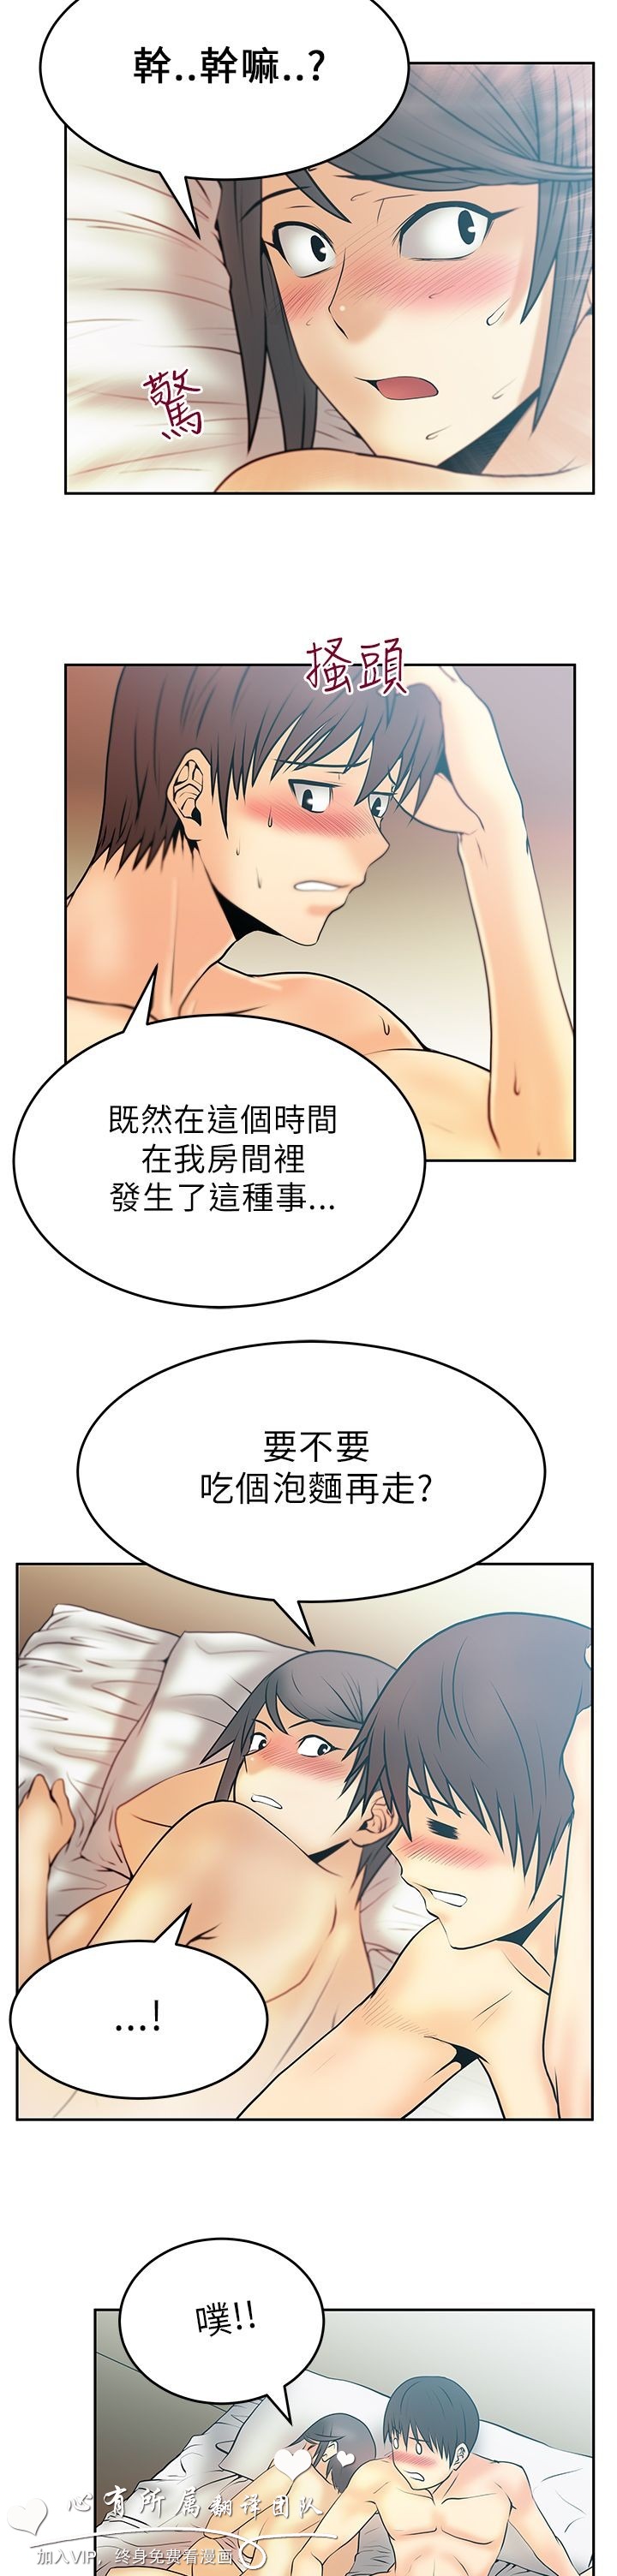 幹..幹嘛..?
驚
搔頭
既然在這個時間
在我房間裡
發生了這種事...
要不要
吃個泡麵再走?
...!
噗!!
心有所属翻译团队
加入VIP，终身免费看漫画